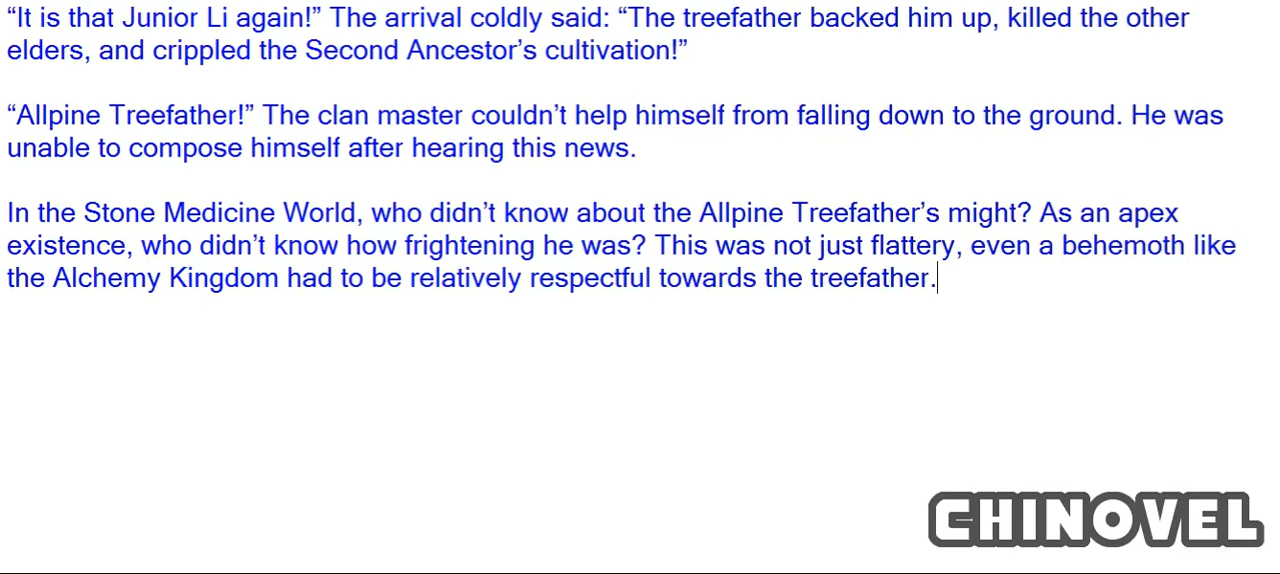 “It is that Junior Li again!” The arrival coldly said: “The treefather backed him up, killed the other
elders, and crippled the Second Ancestor’s cultivation!”
“Allpine Treefather!” The clan master couldn’t help himself from falling down to the ground. He was
unable to compose himself after hearing this news.
In the Stone Medicine World, who didn’t know about the Allpine Treefather’s might? As an apex
existence, who didn’t know how frightening he was? This was not just flattery, even a behemoth like
the Alchemy Kingdom had to be relatively respectful towards the treefather.
CHINOVEL